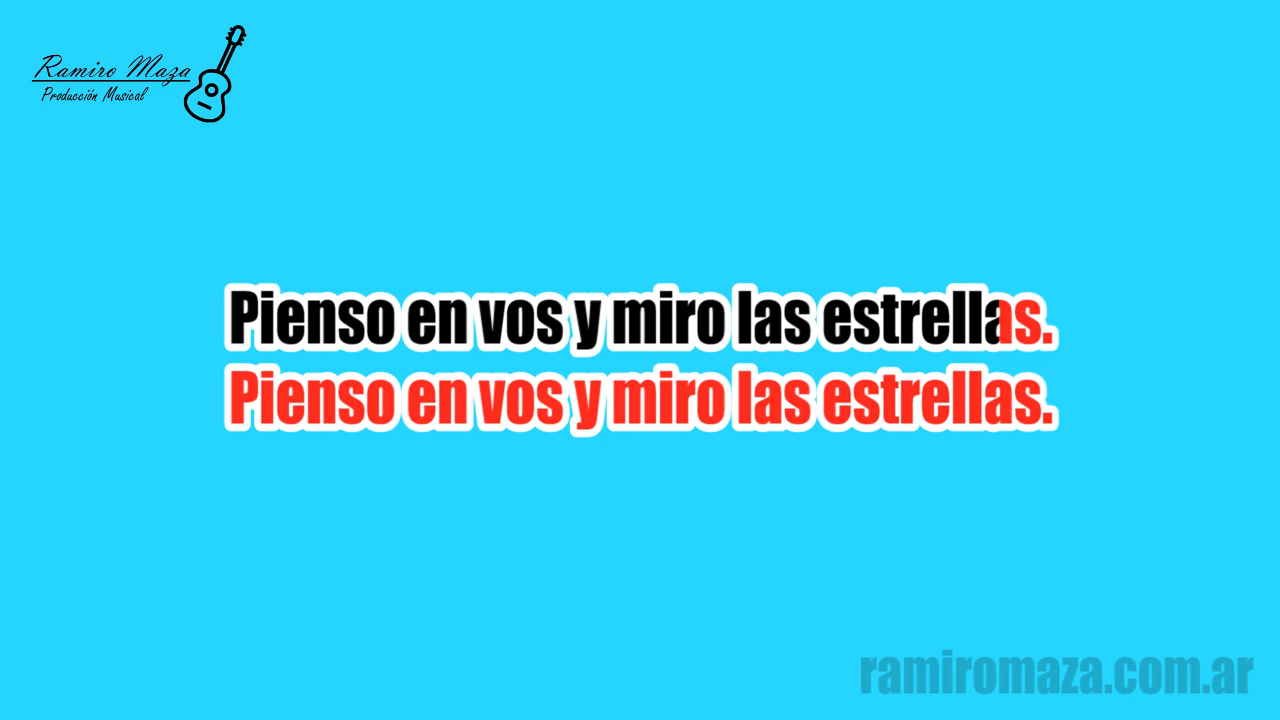 Ramiro Maza
Producción Musical
Pienso en vos y miro las estrellas.
Pienso en vos y miro las estrellas.
ramiromaza.com.ar